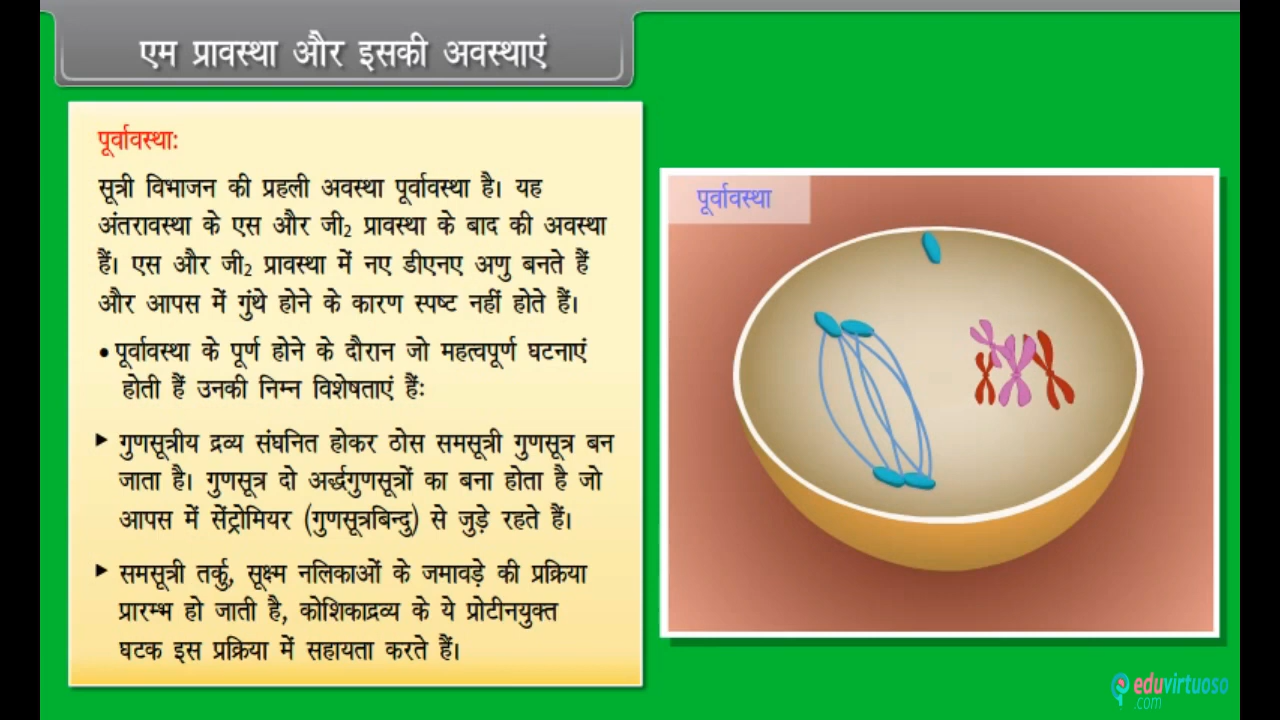 एम प्रावस्था और इसकी अवस्थाएं
पूर्वावस्था:
सूत्री विभाजन की प्रहली अवस्था पूर्वावस्था है। यह
अंतरावस्था के एस और जी₂ प्रावस्था के बाद की अवस्था
हैं। एस और जी₂ प्रावस्था में नए डीएनए अणु बनते हैं
और आपस में गुंथे होने के कारण स्पष्ट नहीं होते हैं।
• पूर्वावस्था के पूर्ण होने के दौरान जो महत्वपूर्ण घटनाएं
होती हैं उनकी निम्न विशेषताएं हैंः
► गुणसूत्रीय द्रव्य संघनित होकर ठोस समसूत्री गुणसूत्र बन
जाता है। गुणसूत्र दो अर्द्धगुणसूत्रों का बना होता है जो
आपस में सेंट्रोमियर (गुणसूत्रबिन्दु) से जुड़े रहते हैं।
► समसूत्री तर्कु, सूक्ष्म नलिकाओं के जमावड़े की प्रक्रिया
प्रारम्भ हो जाती है, कोशिकाद्रव्य के ये प्रोटीनयुक्त
घटक इस प्रक्रिया में सहायता करते हैं।
पूर्वावस्था
eduvirtuoso
.com